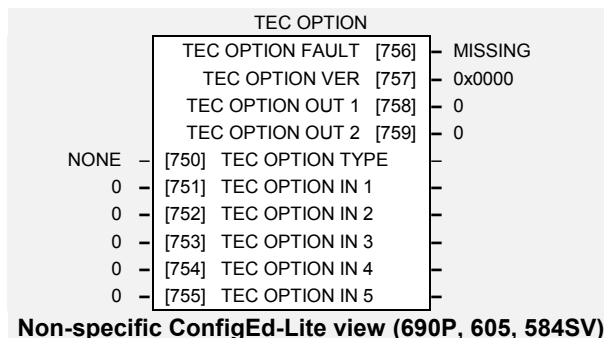 TEC OPTION
TEC OPTION FAULT [756] – MISSING
TEC OPTION VER [757] – 0x0000
TEC OPTION OUT 1 [758] – 0
TEC OPTION OUT 2 [759] – 0
NONE – [750] TEC OPTION TYPE –
0 – [751] TEC OPTION IN 1 –
0 – [752] TEC OPTION IN 2 –
0 – [753] TEC OPTION IN 3 –
0 – [754] TEC OPTION IN 4 –
0 – [755] TEC OPTION IN 5 –
Non-specific ConfigEd-Lite view (690P, 605, 584SV)